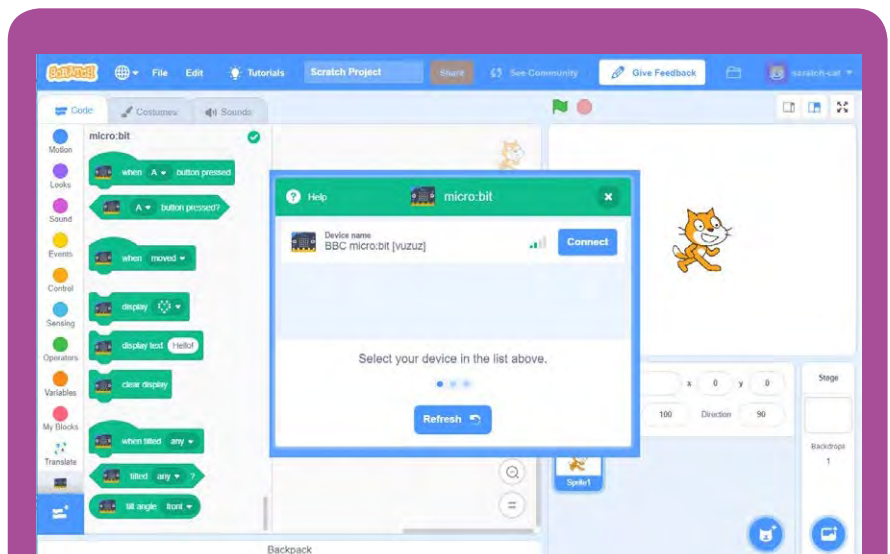 SCRATCH File Edit Tutorials Scratch Project Share See Community Give Feedback scratch-cat
Code Costumes Sounds
micro:bit
Motion
when A button pressed
Looks
A button pressed?
Sound
Events
when moved
Control
display
Sensing
display text Hello!
Operators
clear display
Variables
My Blocks
when tilted any
Translate
tilted any ?
tilt angle front
Backpack
Help micro:bit
Device name
BBC micro:bit [vuzuz] Connect
Select your device in the list above.
Refresh
x 0 y 0
100 Direction 90
Sprite1
Stage
Backdrops
1